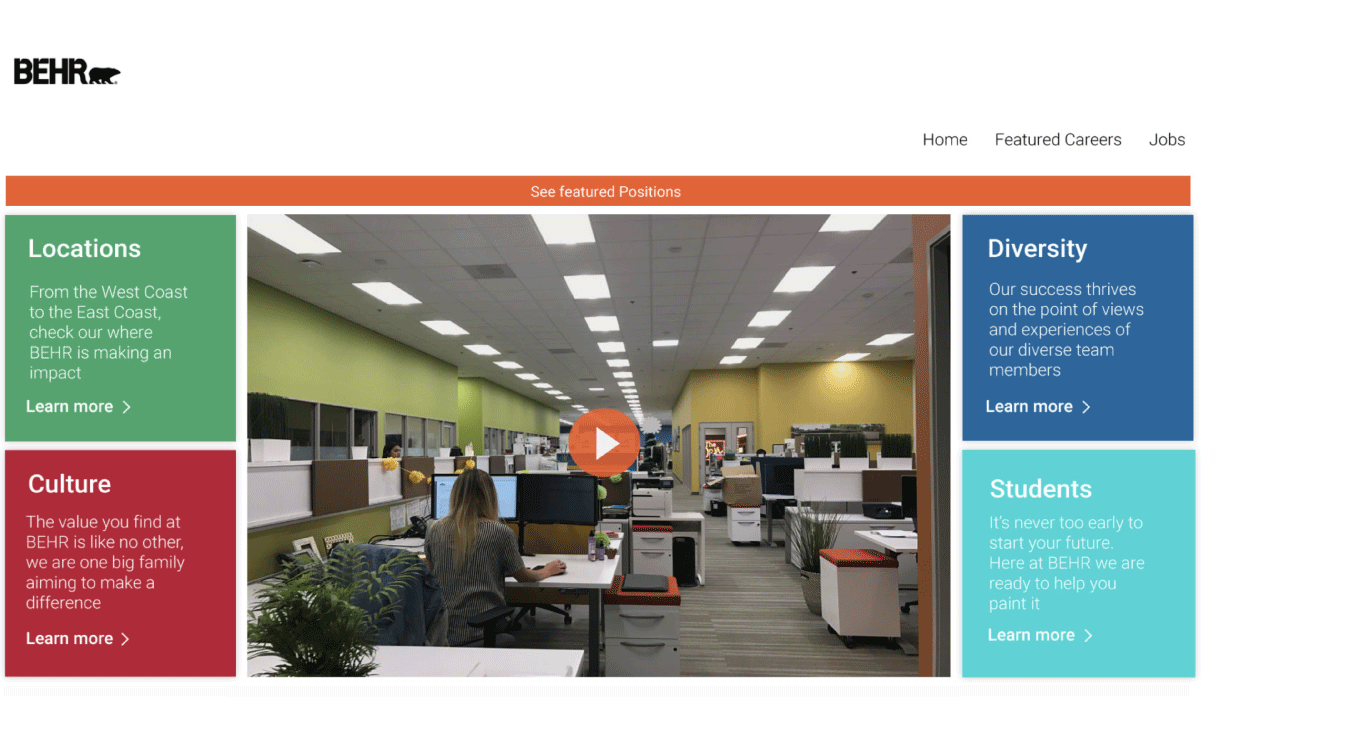 BEHR
Home Featured Careers Jobs
See featured Positions
Locations
From the West Coast
to the East Coast,
check our where
BEHR is making an
impact
Learn more
Culture
The value you find at
BEHR is like no other,
we are one big family
aiming to make a
difference
Learn more
Diversity
Our success thrives
on the point of views
and experiences of
our diverse team
members
Learn more
Students
It's never too early to
start your future.
Here at BEHR we are
ready to help you
paint it
Learn more